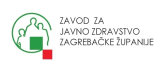 ZAVOD ZA
JAVNO ZDRAVSTVO
ZAGREBAČKE ŽUPANIJE